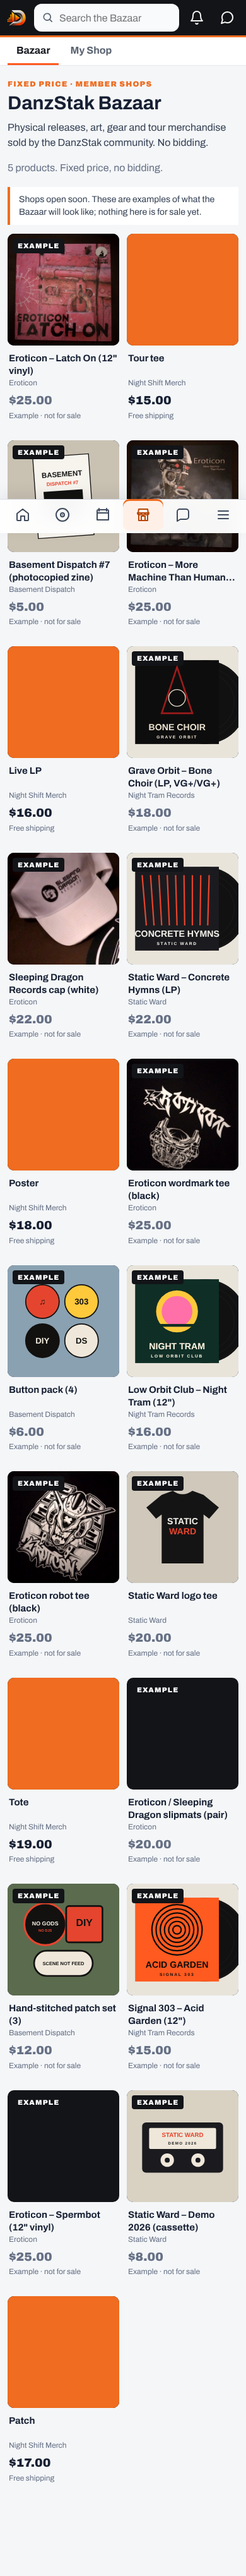 Search the Bazaar
Bazaar
My Shop
FIXED PRICE · MEMBER SHOPS
DanzStak Bazaar
Physical releases, art, gear and tour merchandise
sold by the DanzStak community. No bidding.
5 products. Fixed price, no bidding.
Shops open soon. These are examples of what the
Bazaar will look like; nothing here is for sale yet.
EXAMPLE
EROTICON
LATCH ON
Eroticon – Latch On (12"
vinyl)
Eroticon
$25.00
Example · not for sale
Tour tee
Night Shift Merch
$15.00
Free shipping
EXAMPLE
BASEMENT
DISPATCH #7
Basement Dispatch #7
(photocopied zine)
Basement Dispatch
$5.00
Example · not for sale
EXAMPLE
Eroticon
Eroticon – More
Machine Than Human...
Eroticon
$25.00
Example · not for sale
Live LP
Night Shift Merch
$16.00
Free shipping
EXAMPLE
BONE CHOIR
GRAVE ORBIT
Grave Orbit – Bone
Choir (LP, VG+/VG+)
Night Tram Records
$18.00
Example · not for sale
EXAMPLE
Sleeping Dragon
Records cap (white)
Eroticon
$22.00
Example · not for sale
EXAMPLE
CONCRETE HYMNS
STATIC WARD
Static Ward – Concrete
Hymns (LP)
Static Ward
$22.00
Example · not for sale
Poster
Night Shift Merch
$18.00
Free shipping
EXAMPLE
Eroticon wordmark tee
(black)
Eroticon
$25.00
Example · not for sale
EXAMPLE
303
DIY
DS
Button pack (4)
Basement Dispatch
$6.00
Example · not for sale
EXAMPLE
NIGHT TRAM
LOW ORBIT CLUB
Low Orbit Club – Night
Tram (12")
Night Tram Records
$16.00
Example · not for sale
EXAMPLE
Eroticon robot tee
(black)
Eroticon
$25.00
Example · not for sale
EXAMPLE
STATIC
WARD
Static Ward logo tee
Static Ward
$20.00
Example · not for sale
Tote
Night Shift Merch
$19.00
Free shipping
EXAMPLE
Eroticon / Sleeping
Dragon slipmats (pair)
Eroticon
$20.00
Example · not for sale
EXAMPLE
NO GODS
DIY
SCENE NOT FEED
Hand-stitched patch set
(3)
Basement Dispatch
$12.00
Example · not for sale
EXAMPLE
ACID GARDEN
SIGNAL 303
Signal 303 – Acid
Garden (12")
Night Tram Records
$15.00
Example · not for sale
EXAMPLE
Eroticon – Spermbot
(12" vinyl)
Eroticon
$25.00
Example · not for sale
EXAMPLE
STATIC WARD
DEMO 2026
Static Ward – Demo
2026 (cassette)
Static Ward
$8.00
Example · not for sale
Patch
Night Shift Merch
$17.00
Free shipping